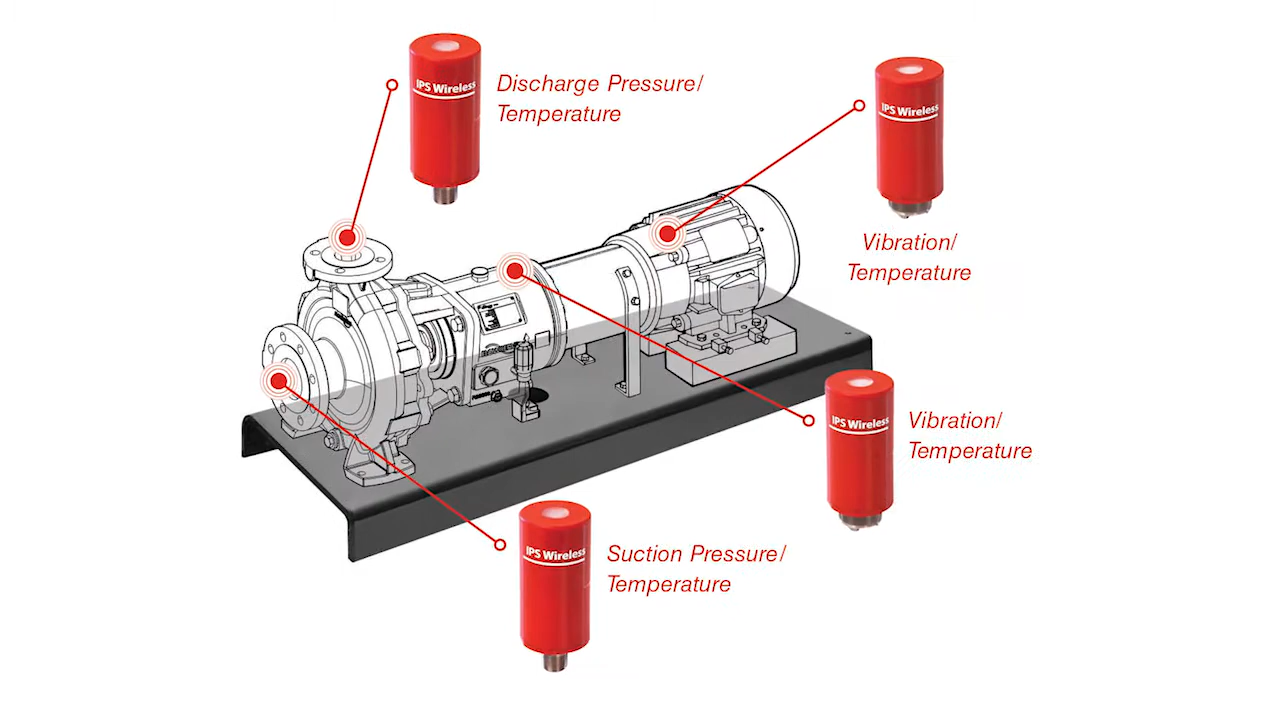 IPS Wireless
Discharge Pressure/
Temperature
IPS Wireless
Vibration/
Temperature
IPS Wireless
Vibration/
Temperature
IPS Wireless
Suction Pressure/
Temperature